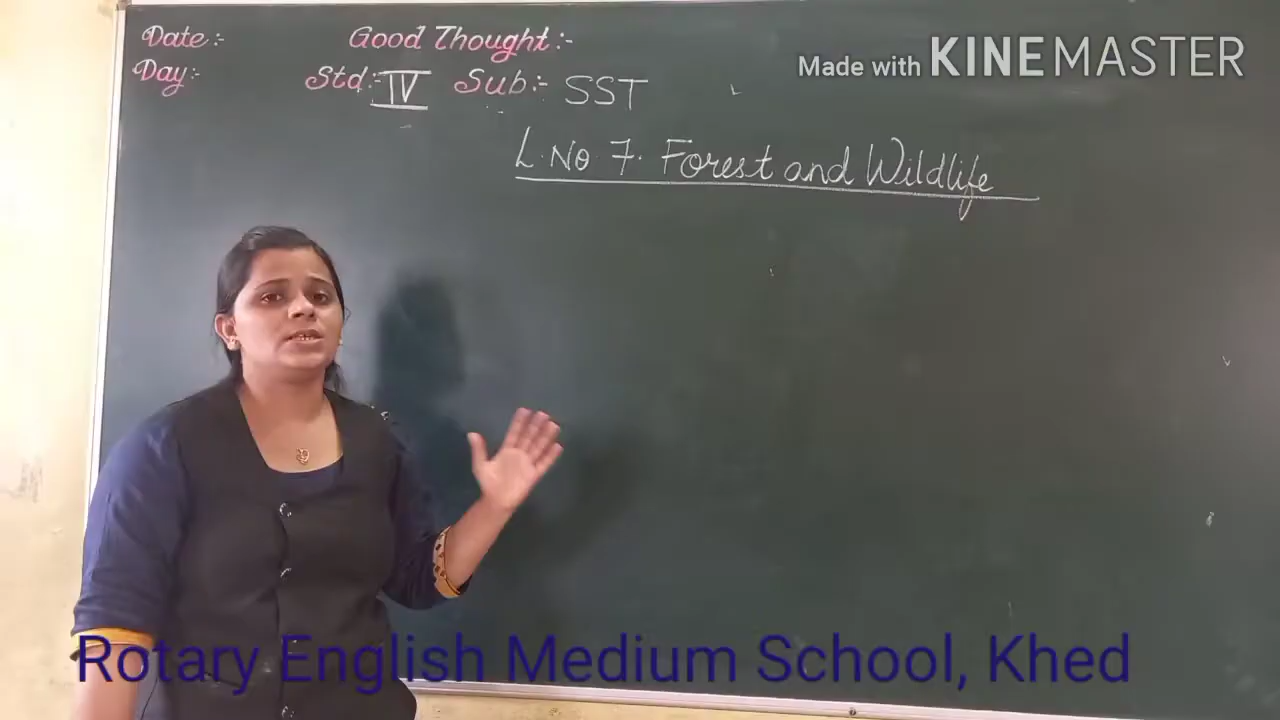 Date:- Good Thought:-
Day:- Std:- IV Sub:- SST
Made with KINEMASTER
L. No 7. Forest and Wildlife
Rotary English Medium School, Khed